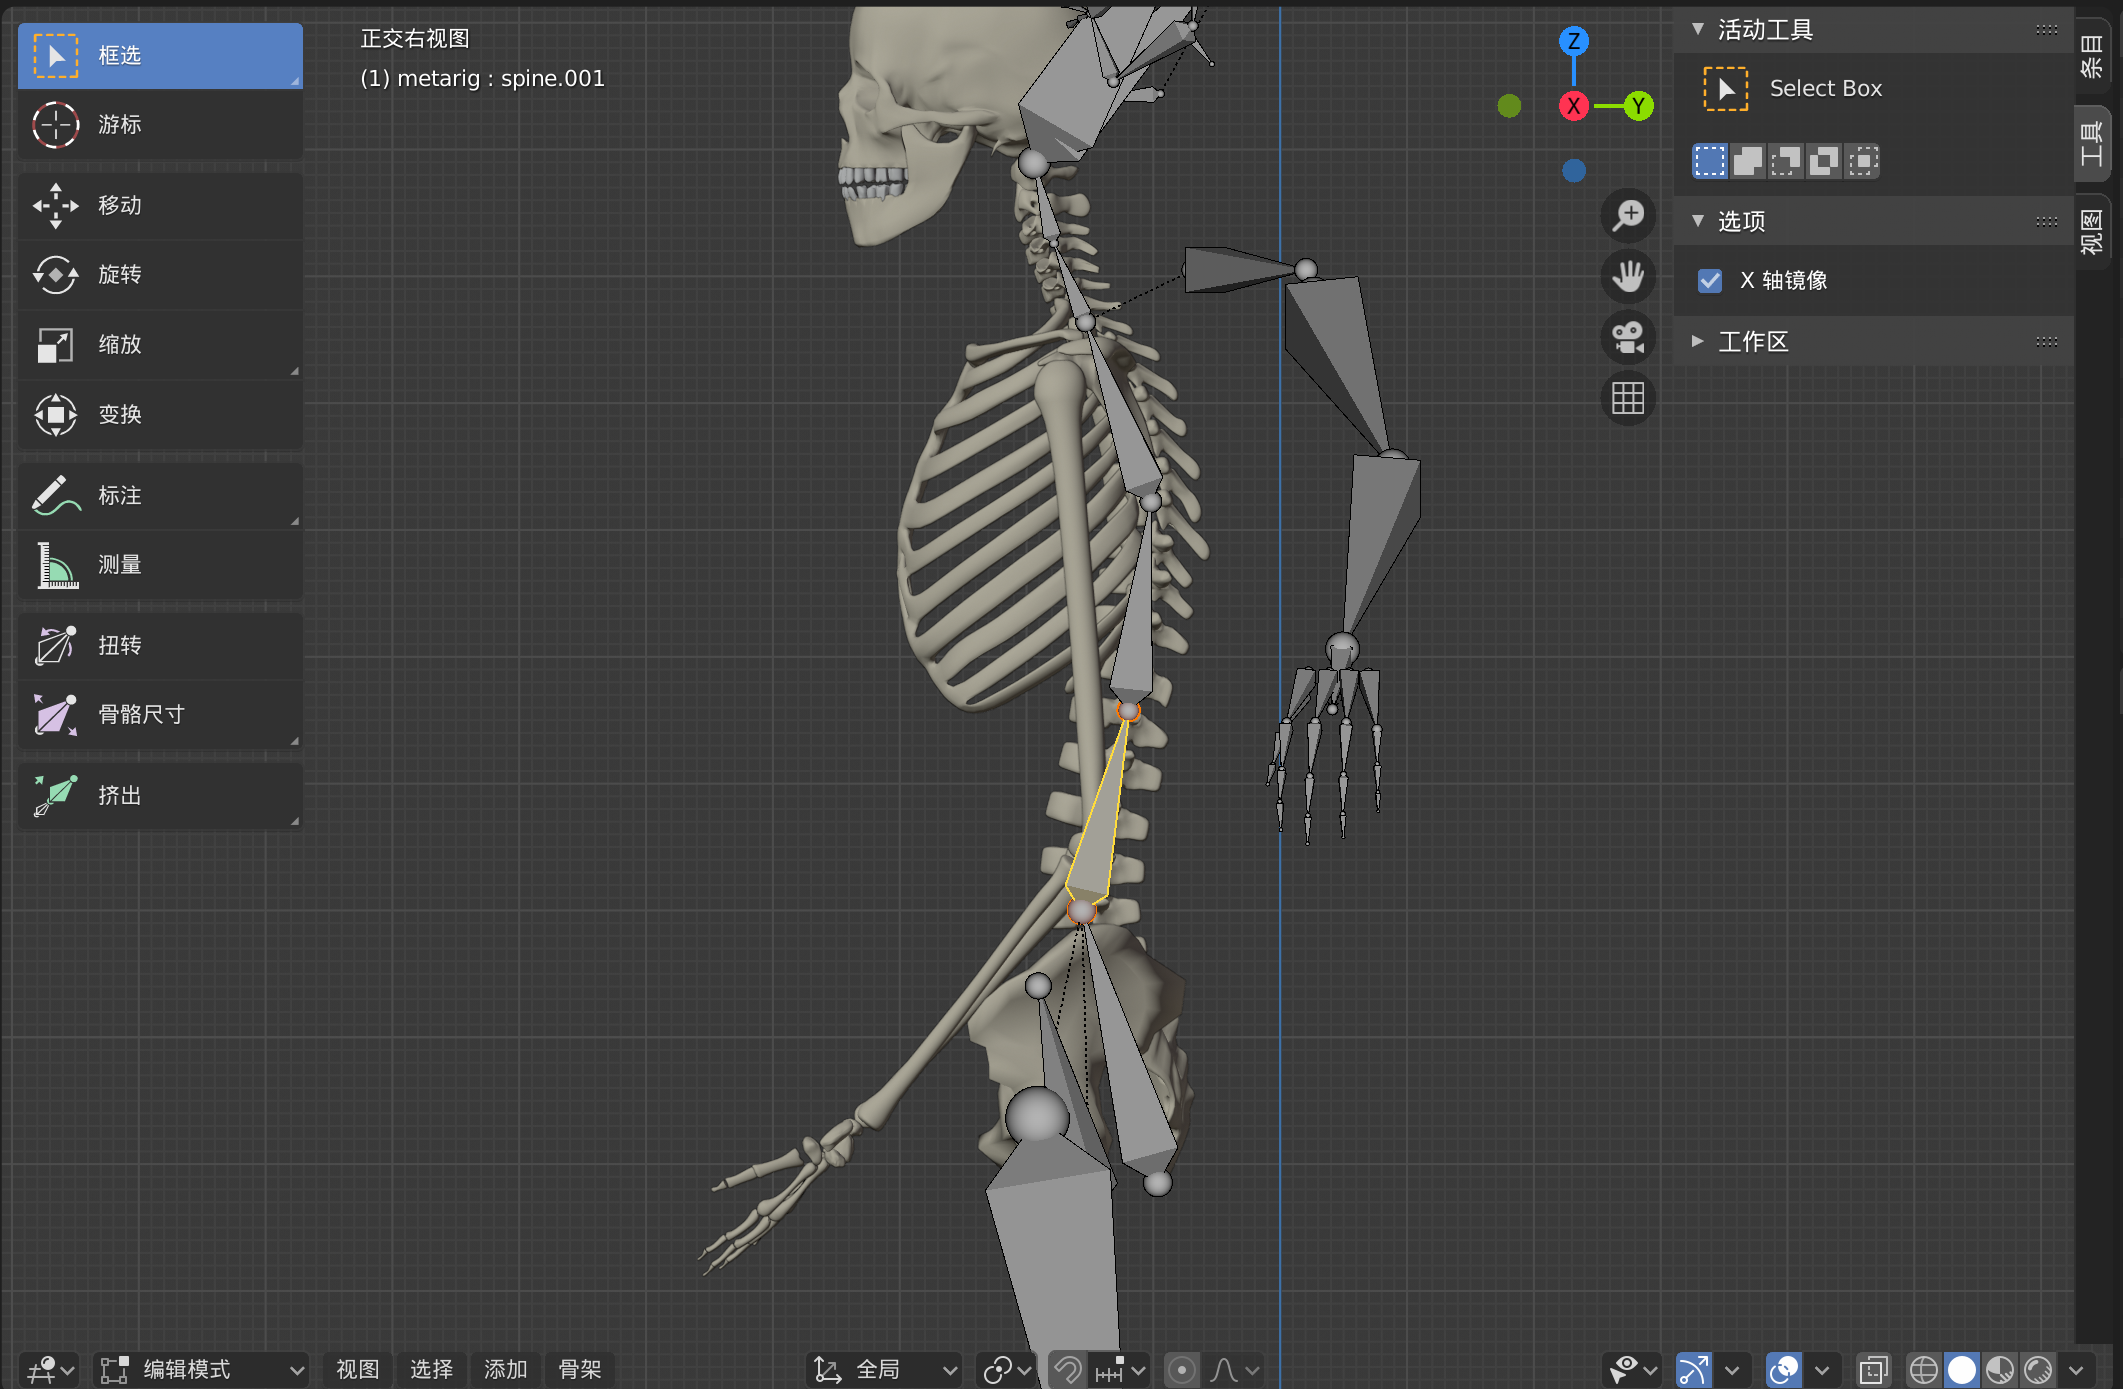 框选
游标
移动
旋转
缩放
变换
标注
测量
扭转
骨骼尺寸
挤出
正交右视图
(1) metarig : spine.001
Z
X
Y
活动工具
Select Box
选项
X 轴镜像
工作区
条目
工具
视图
编辑模式
视图
选择
添加
骨架
全局